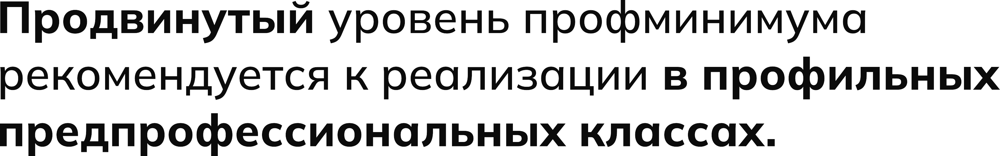 Продвинутый уровень профминимума
рекомендуется к реализации в профильных
предпрофессиональных классах.